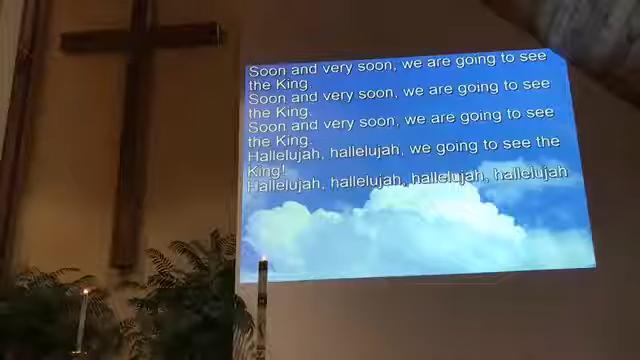 Soon and very soon, we are going to see
the King.
Soon and very soon, we are going to see
the King.
Soon and very soon, we are going to see
the King.
Hallelujah, hallelujah, we going to see the
King!
Hallelujah, hallelujah, hallelujah, hallelujah